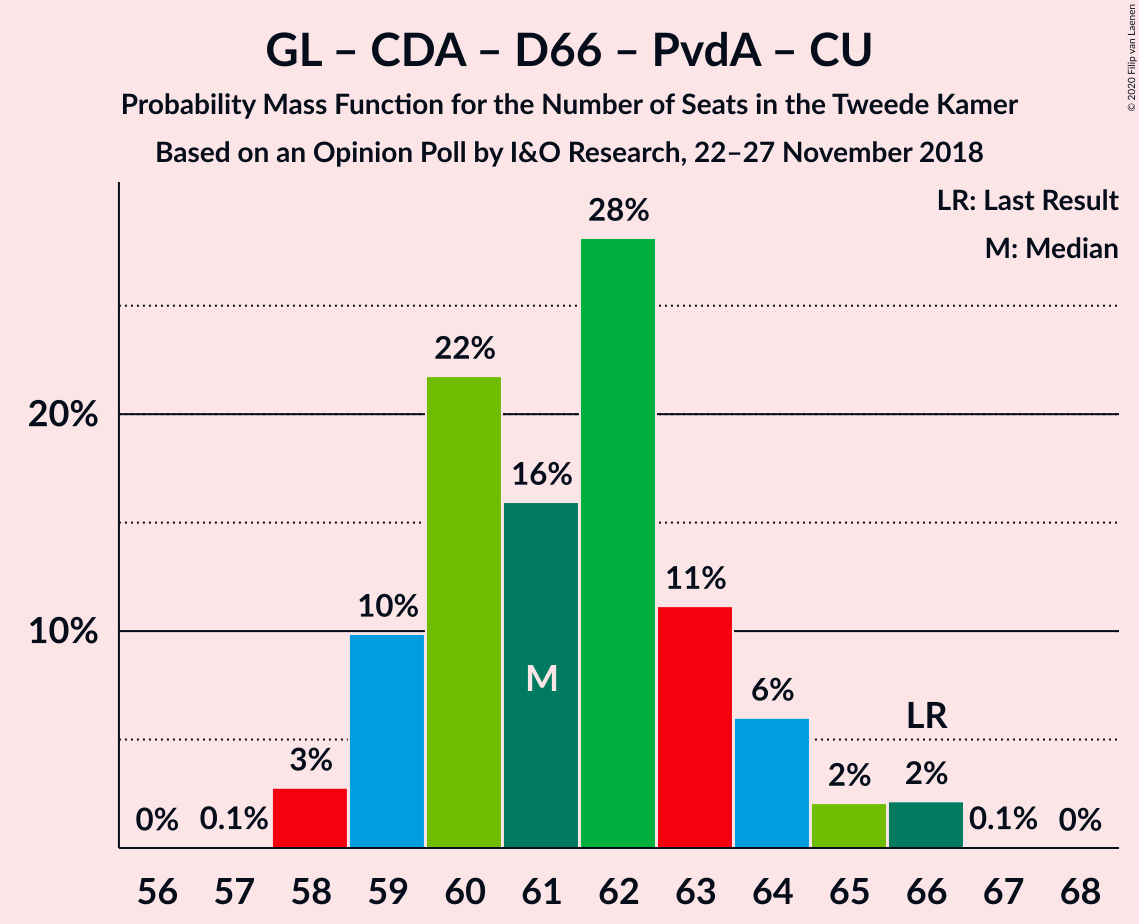 GL – CDA – D66 – PvdA – CU
Probability Mass Function for the Number of Seats in the Tweede Kamer
Based on an Opinion Poll by I&O Research, 22–27 November 2018
© 2020 Filip van Laenen
LR: Last Result
M: Median
28%
22%
20%
16%
11%
10%
10%
M
6%
LR
3%
2%
2%
0%
0.1%
0.1%
0%
56 57 58 59 60 61 62 63 64 65 66 67 68